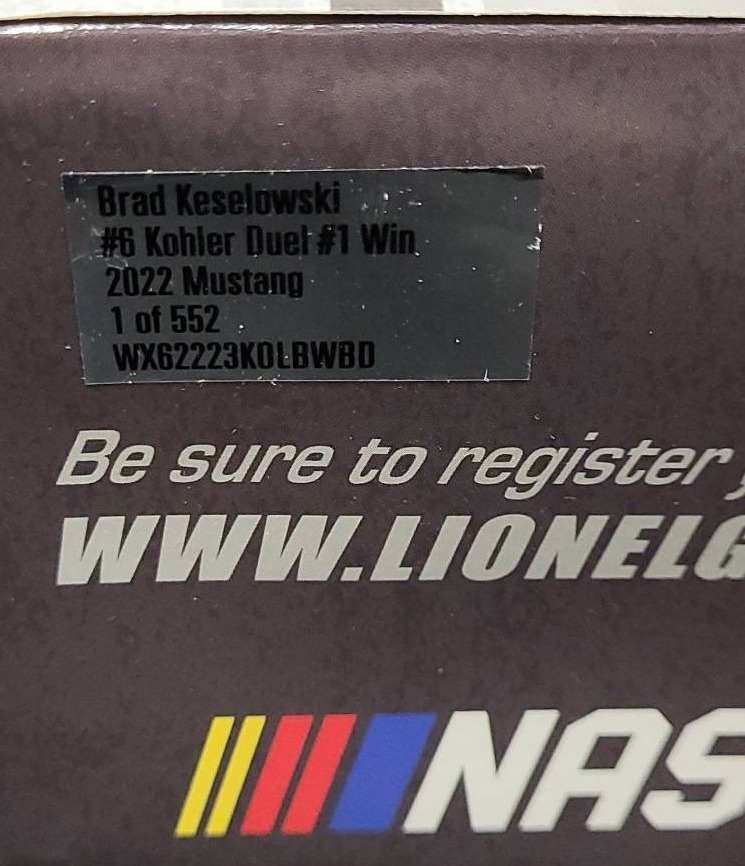 Brad Keselowski
#6 Kohler Duel #1 Win
2022 Mustang
1 of 552
WX62223KOLBWBD
Be sure to register
WWW.LIONELG
NAS